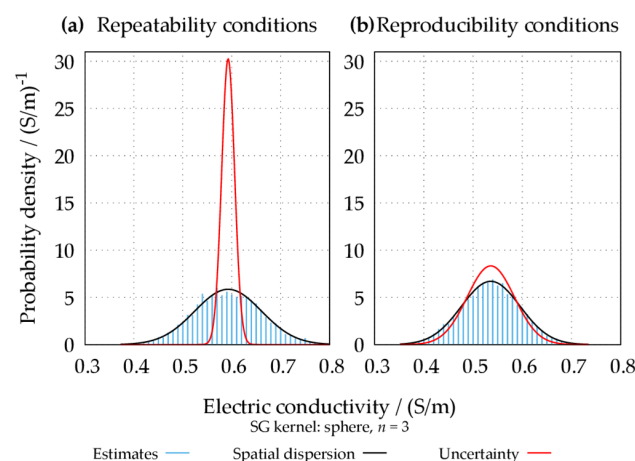 (a) Repeatability conditions
(b) Reproducibility conditions
Probability density / (S/m)-1
30
25
20
15
10
5
0
0.3 0.4 0.5 0.6 0.7 0.8
30
25
20
15
10
5
0
0.3 0.4 0.5 0.6 0.7 0.8
Electric conductivity / (S/m)
SG kernel: sphere, n = 3
Estimates Spatial dispersion Uncertainty